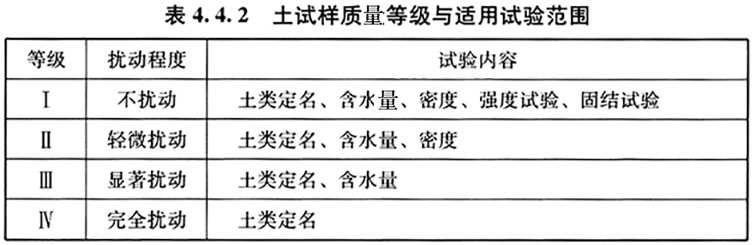 表 4.4.2 土试样质量等级与适用试验范围
等级 扰动程度 试验内容
Ⅰ 不扰动 土类定名、含水量、密度、强度试验、固结试验
Ⅱ 轻微扰动 土类定名、含水量、密度
Ⅲ 显著扰动 土类定名、含水量
Ⅳ 完全扰动 土类定名